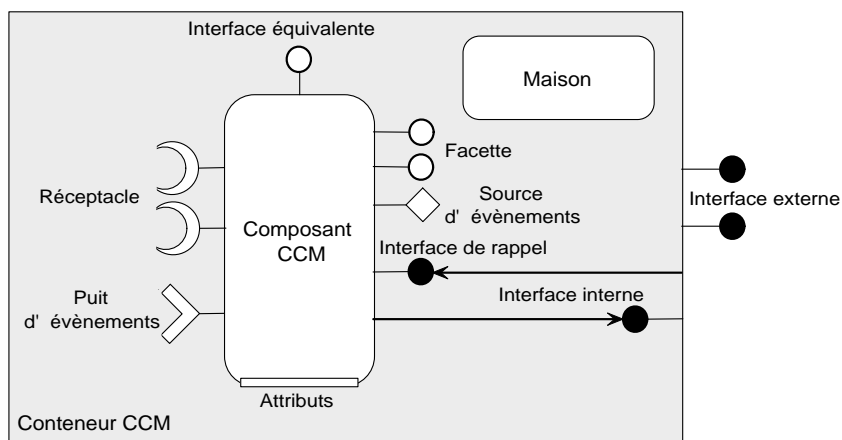 Interface équivalente
Maison
Facette
Réceptacle
Source
d' évènements
Interface externe
Composant
CCM
Interface de rappel
Puit
d' évènements
Interface interne
Attributs
Conteneur CCM